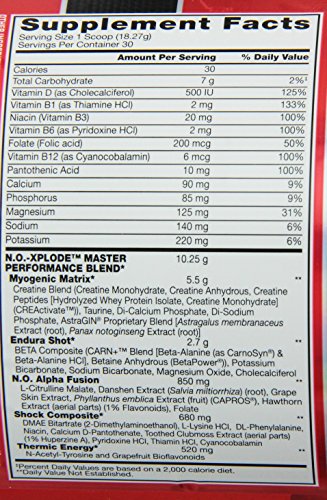 Supplement Facts
Serving Size 1 Scoop (18.27g)
Servings Per Container 30
Amount Per Serving % Daily Value
Calories 30
Total Carbohydrate 7 g 2%‡
Vitamin D (as Cholecalciferol) 500 IU 125%
Vitamin B1 (as Thiamine HCl) 2 mg 133%
Niacin (Vitamin B3) 20 mg 100%
Vitamin B6 (as Pyridoxine HCl) 2 mg 100%
Folate (Folic acid) 200 mcg 50%
Vitamin B12 (as Cyanocobalamin) 6 mcg 100%
Pantothenic Acid 10 mg 100%
Calcium 90 mg 9%
Phosphorus 85 mg 9%
Magnesium 125 mg 31%
Sodium 140 mg 6%
Potassium 220 mg 6%
N.O.-XPLODE™ MASTER 10.25 g
PERFORMANCE BLEND*
Myogenic Matrix* 5.5 g **
Creatine Blend (Creatine Monohydrate, Creatine Anhydrous, Creatine
Peptides [Hydrolyzed Whey Protein Isolate, Creatine Monohydrate]
(CREActivate™)), Taurine, Di-Calcium Phosphate, Di-Sodium
Phosphate, AstraGIN® Proprietary Blend [Astragalus membranaceus
Extract (root), Panax notoginseng Extract (root)]
Endura Shot* 2.7 g **
BETA Composite (CARN+™ Blend [Beta-Alanine (as CarnoSyn®) &
Beta-Alanine HCl], Betaine Anhydrous (BetaPower®)), Potassium
Bicarbonate, Sodium Bicarbonate, Magnesium Oxide, Cholecalciferol
N.O. Alpha Fusion 850 mg **
L-Citrulline Malate, Danshen Extract (Salvia miltiorrhiza) (root), Grape
Skin Extract, Phyllanthus emblica Extract (fruit) (CAPROS®), Hawthorn
Extract (aerial parts) (1% Flavonoids), Folate
Shock Composite* 680 mg **
DMAE Bitartrate (2-Dimethylaminoethanol), L-Lysine HCl, DL-Phenylalanine,
Niacin, Calcium D-Pantothenate, Toothed Clubmoss Extract (aerial parts)
(1% Huperzine A), Pyridoxine HCl, Thiamin HCl, Cyanocobalamin
Thermic Energy* 520 mg **
N-Acetyl-Tyrosine and Grapefruit Bioflavonoids
‡Percent Daily Values are based on a 2,000 calorie diet.
**Daily Value Not Established.